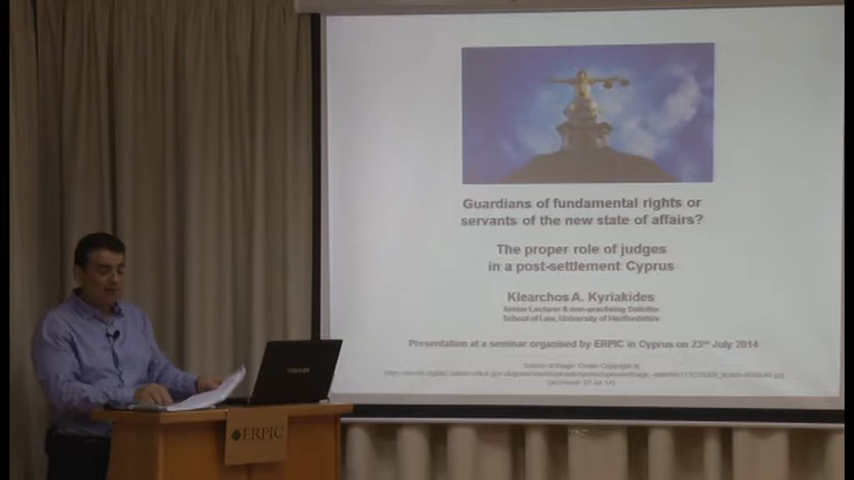 Guardians of fundamental rights or
servants of the new state of affairs?
The proper role of judges
in a post-settlement Cyprus
Klearchos A. Kyriakides
Senior Lecturer & non-practising Solicitor
School of Law, University of Hertfordshire
Presentation at a seminar organised by ERPIC in Cyprus on 23rd July 2014
ERPIC